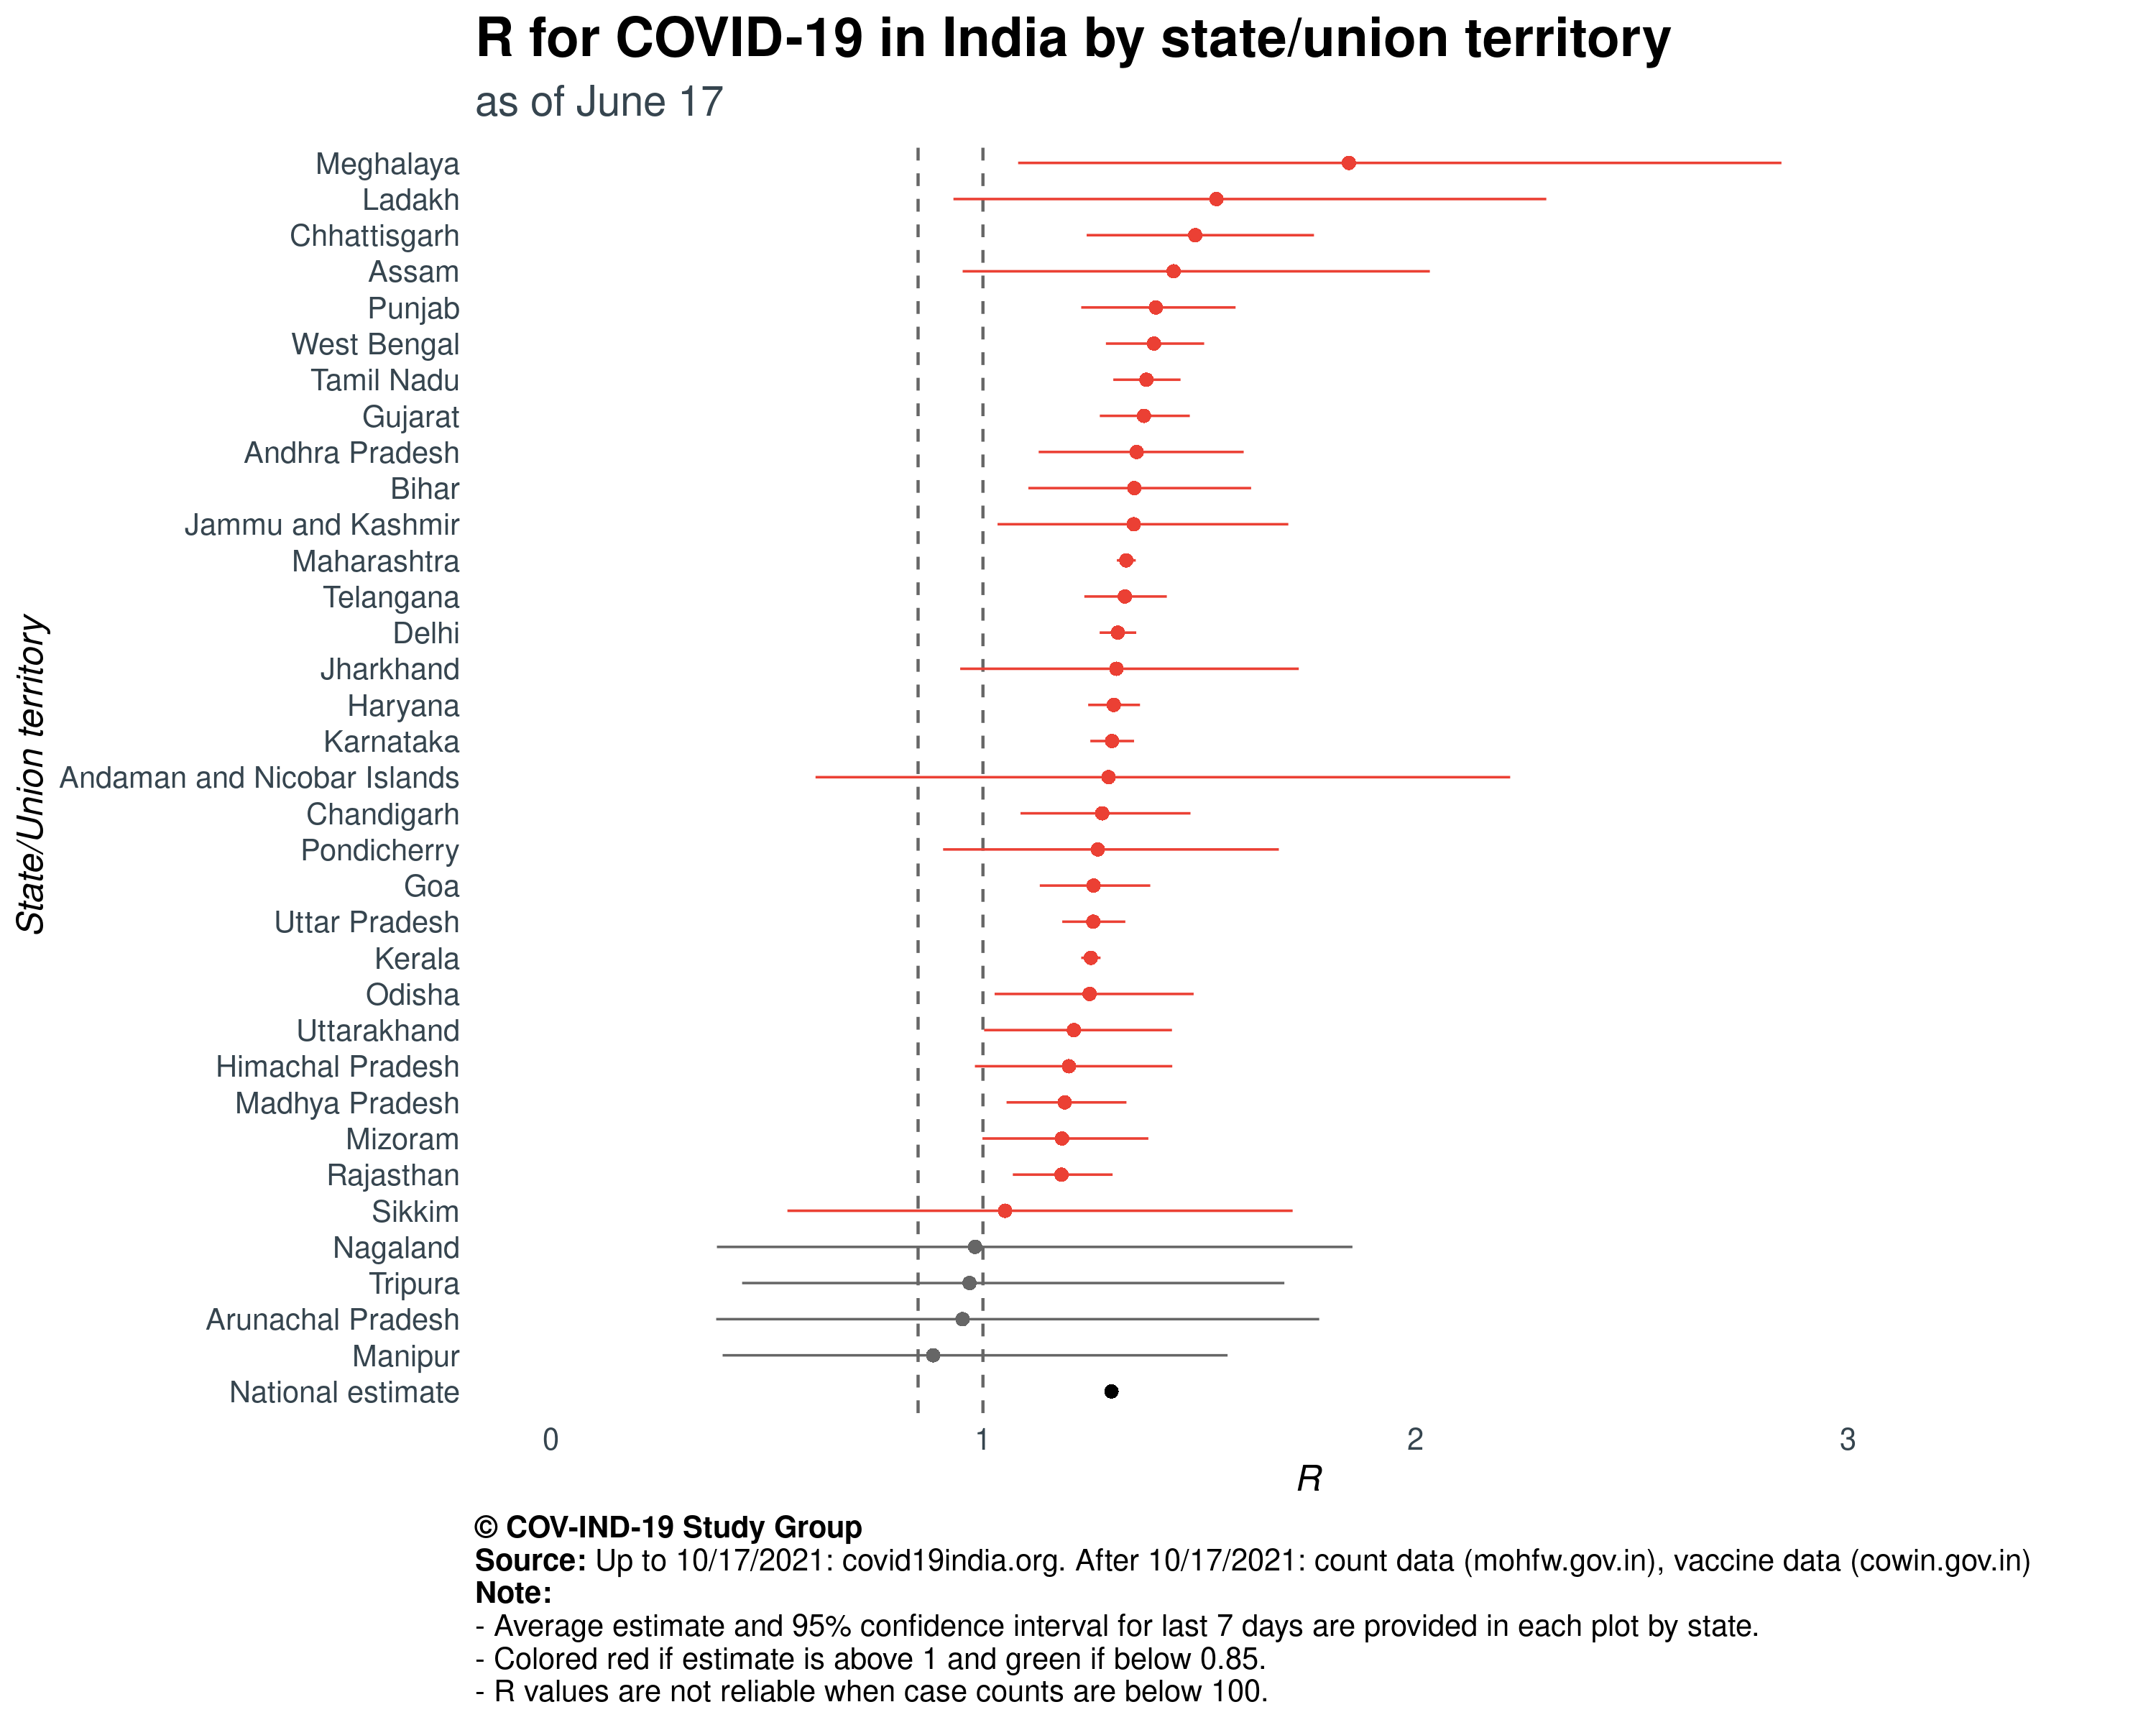 R for COVID-19 in India by state/union territory
as of June 17
State/Union territory
Meghalaya
Ladakh
Chhattisgarh
Assam
Punjab
West Bengal
Tamil Nadu
Gujarat
Andhra Pradesh
Bihar
Jammu and Kashmir
Maharashtra
Telangana
Delhi
Jharkhand
Haryana
Karnataka
Andaman and Nicobar Islands
Chandigarh
Pondicherry
Goa
Uttar Pradesh
Kerala
Odisha
Uttarakhand
Himachal Pradesh
Madhya Pradesh
Mizoram
Rajasthan
Sikkim
Nagaland
Tripura
Arunachal Pradesh
Manipur
National estimate
0 1 2 3
R
© COV-IND-19 Study Group
Source: Up to 10/17/2021: covid19india.org. After 10/17/2021: count data (mohfw.gov.in), vaccine data (cowin.gov.in)
Note:
- Average estimate and 95% confidence interval for last 7 days are provided in each plot by state.
- Colored red if estimate is above 1 and green if below 0.85.
- R values are not reliable when case counts are below 100.